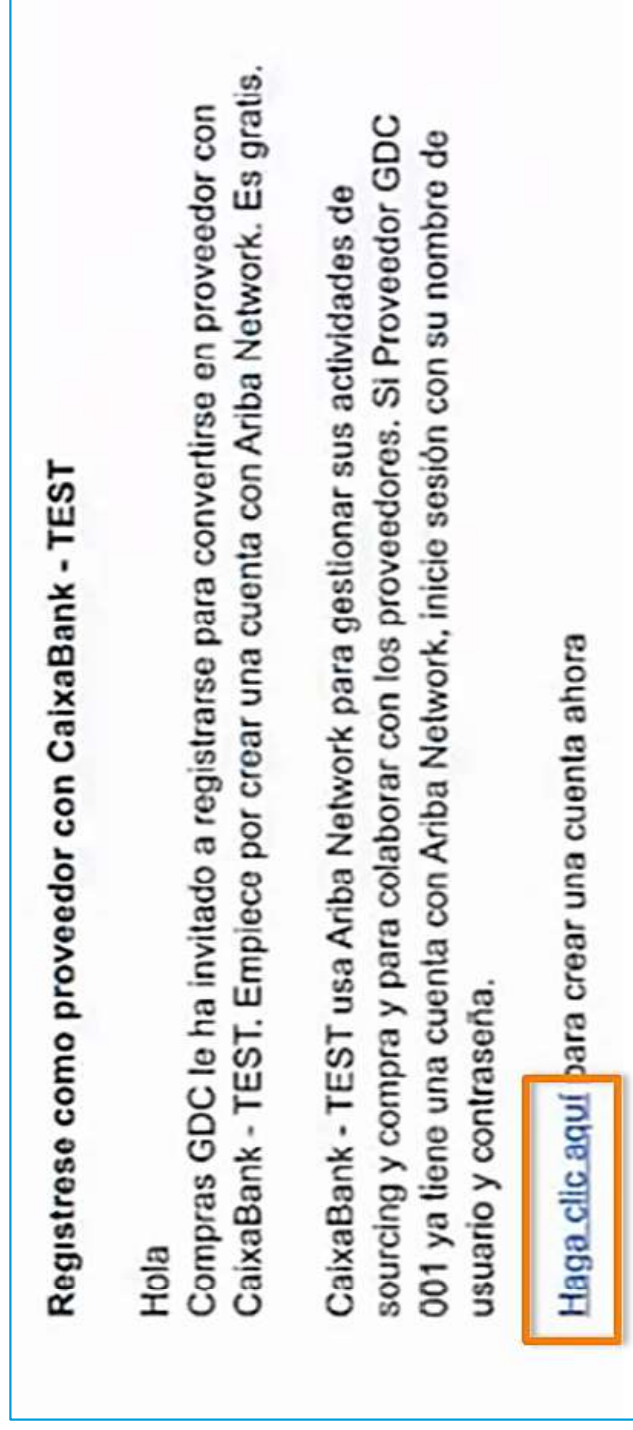 Registrese como proveedor con CaixaBank - TEST
Hola
Compras GDC le ha invitado a registrarse para convertirse en proveedor con
CaixaBank - TEST. Empiece por crear una cuenta con Ariba Network. Es gratis.
CaixaBank - TEST usa Ariba Network para gestionar sus actividades de
sourcing y compra y para colaborar con los proveedores. Si Proveedor GDC
001 ya tiene una cuenta con Ariba Network, inicie sesión con su nombre de
usuario y contraseña.
Haga clic aquí para crear una cuenta ahora